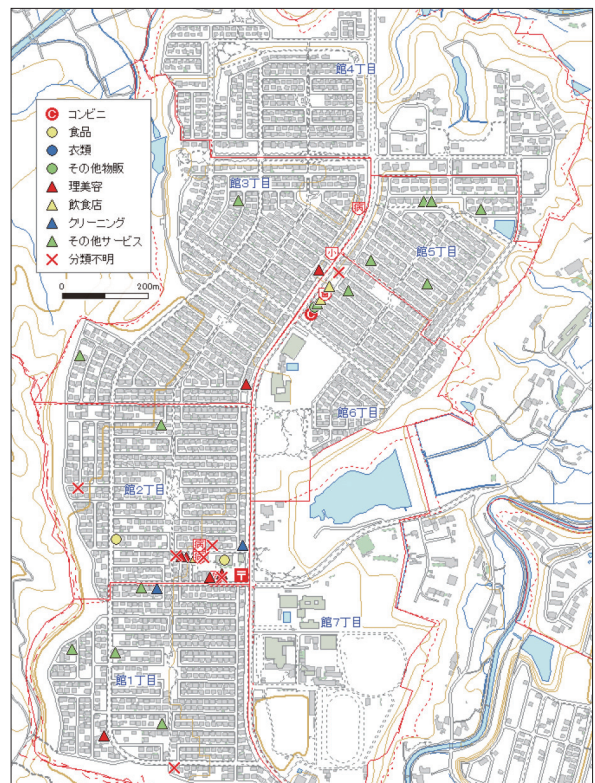 館4丁目
C コンビニ
食品
衣類
その他物販
理美容
飲食店
クリーニング
その他サービス
分類不明
0 200m
館3丁目
病
小
館5丁目
C
館6丁目
館2丁目
病
〒
館7丁目
館1丁目